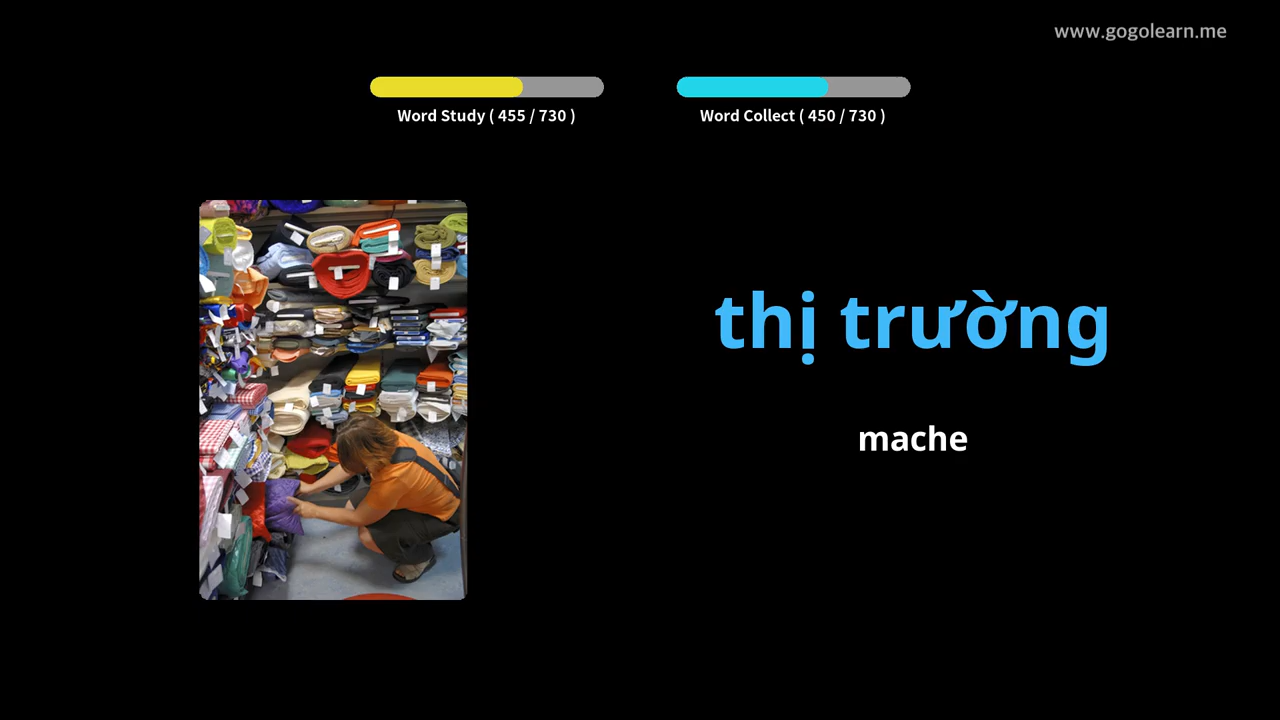 www.gogolearn.me
Word Study ( 455 / 730 )
Word Collect ( 450 / 730 )
thị trường
mache